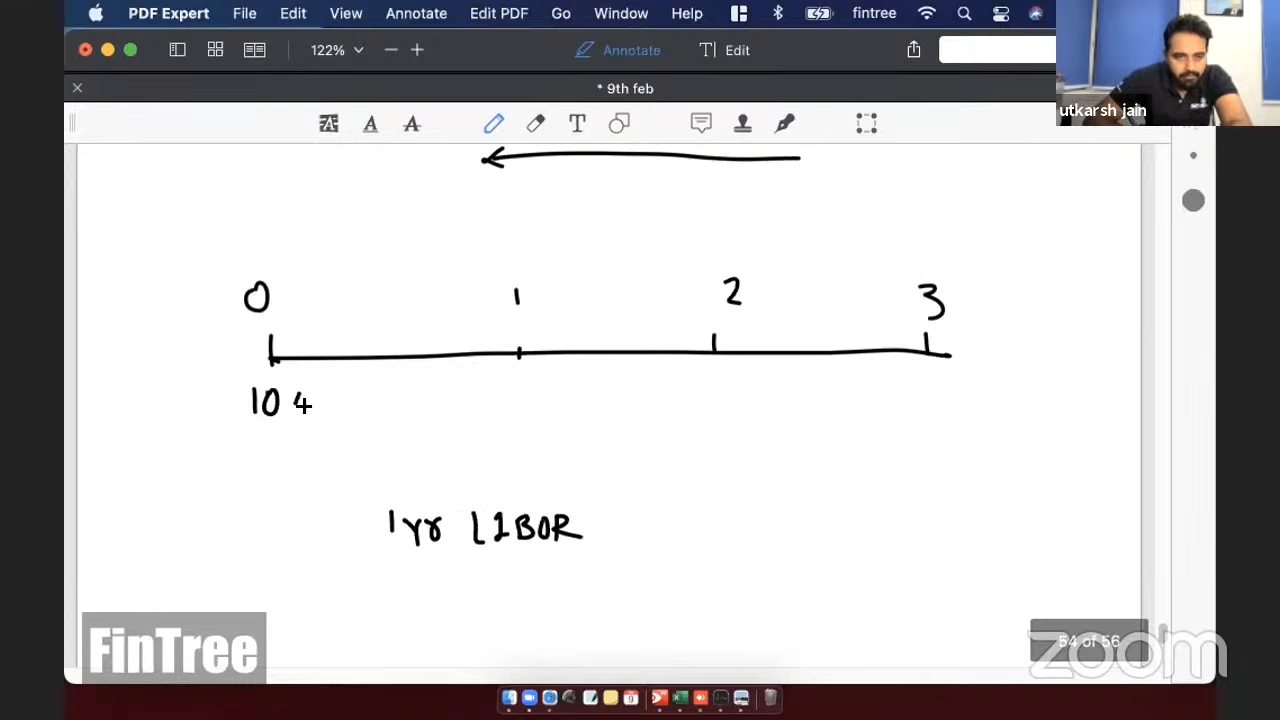 PDF Expert File Edit View Annotate Edit PDF Go Window Help fintree
122% Annotate T Edit
utkarsh jain
* 9th feb
A A A T
0 1 2 3
10 4
1yr LIBOR
FinTree
54 of 56
zoom